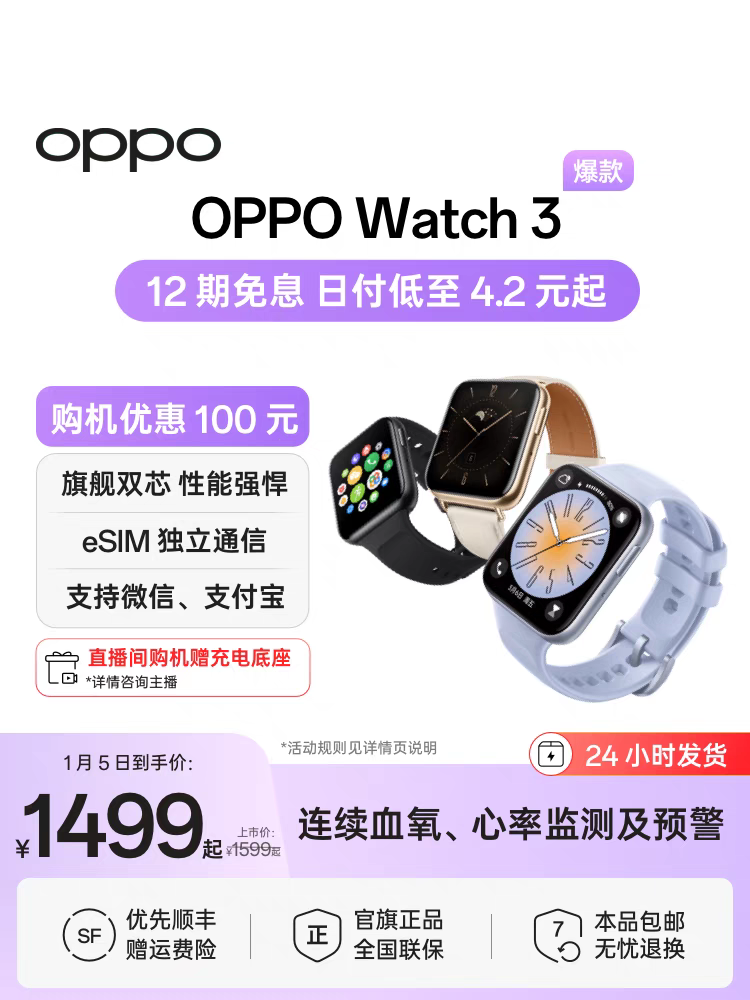 oppo
爆款
OPPO Watch 3
12 期免息 日付低至 4.2 元起
购机优惠 100 元
旗舰双芯 性能强悍
eSIM 独立通信
支持微信、支付宝
直播间购机赠充电底座
*详情咨询主播
*活动规则见详情页说明
24 小时发货
1 月 5 日到手价:
¥1499起
上市价:
¥1599起
连续血氧、心率监测及预警
SF
优先顺丰
赠运费险
正
官旗正品
全国联保
7
本品包邮
无忧退换